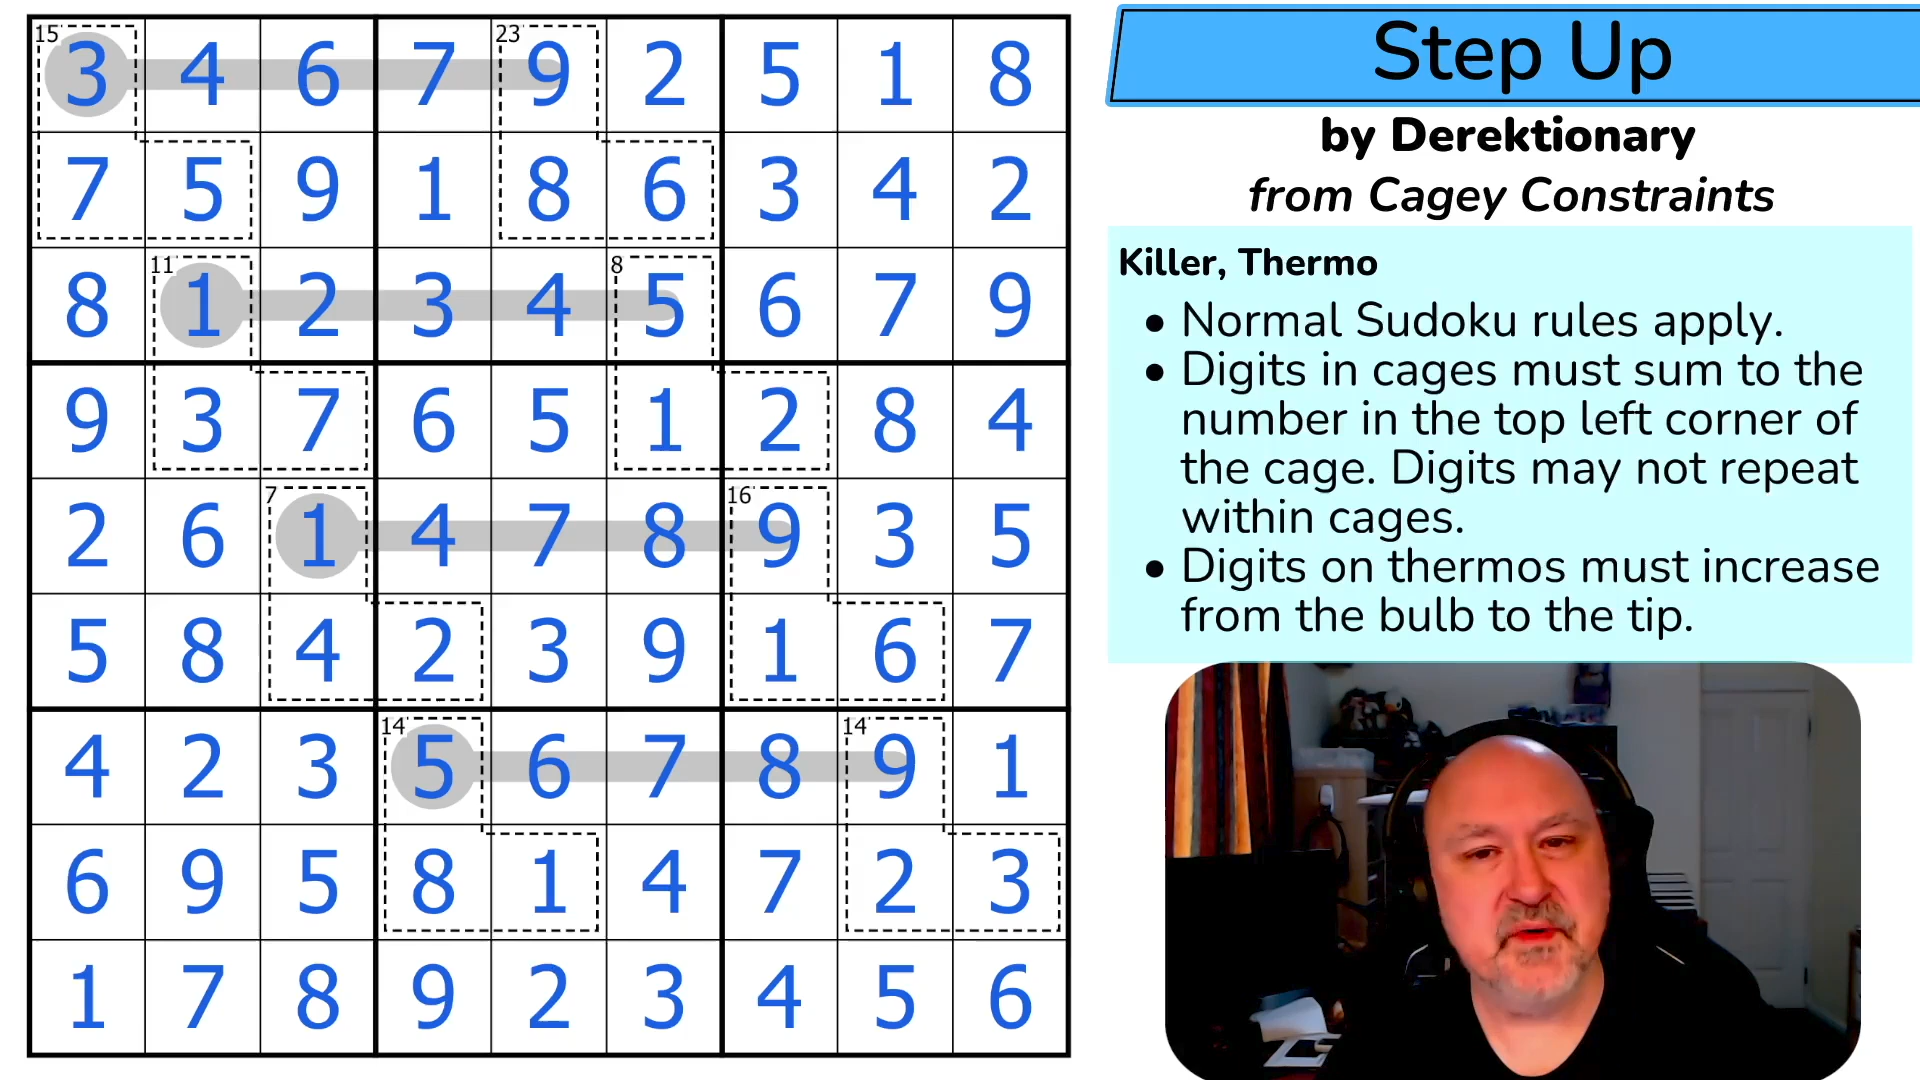 Step Up
by Derektionary
from Cagey Constraints
Killer, Thermo
• Normal Sudoku rules apply.
• Digits in cages must sum to the
number in the top left corner of
the cage. Digits may not repeat
within cages.
• Digits on thermos must increase
from the bulb to the tip.
15 23
3 4 6 7 9 2 5 1 8
7 5 9 1 8 6 3 4 2
11 8
8 1 2 3 4 5 6 7 9
9 3 7 6 5 1 2 8 4
7 16
2 6 1 4 7 8 9 3 5
5 8 4 2 3 9 1 6 7
14 14
4 2 3 5 6 7 8 9 1
6 9 5 8 1 4 7 2 3
1 7 8 9 2 3 4 5 6